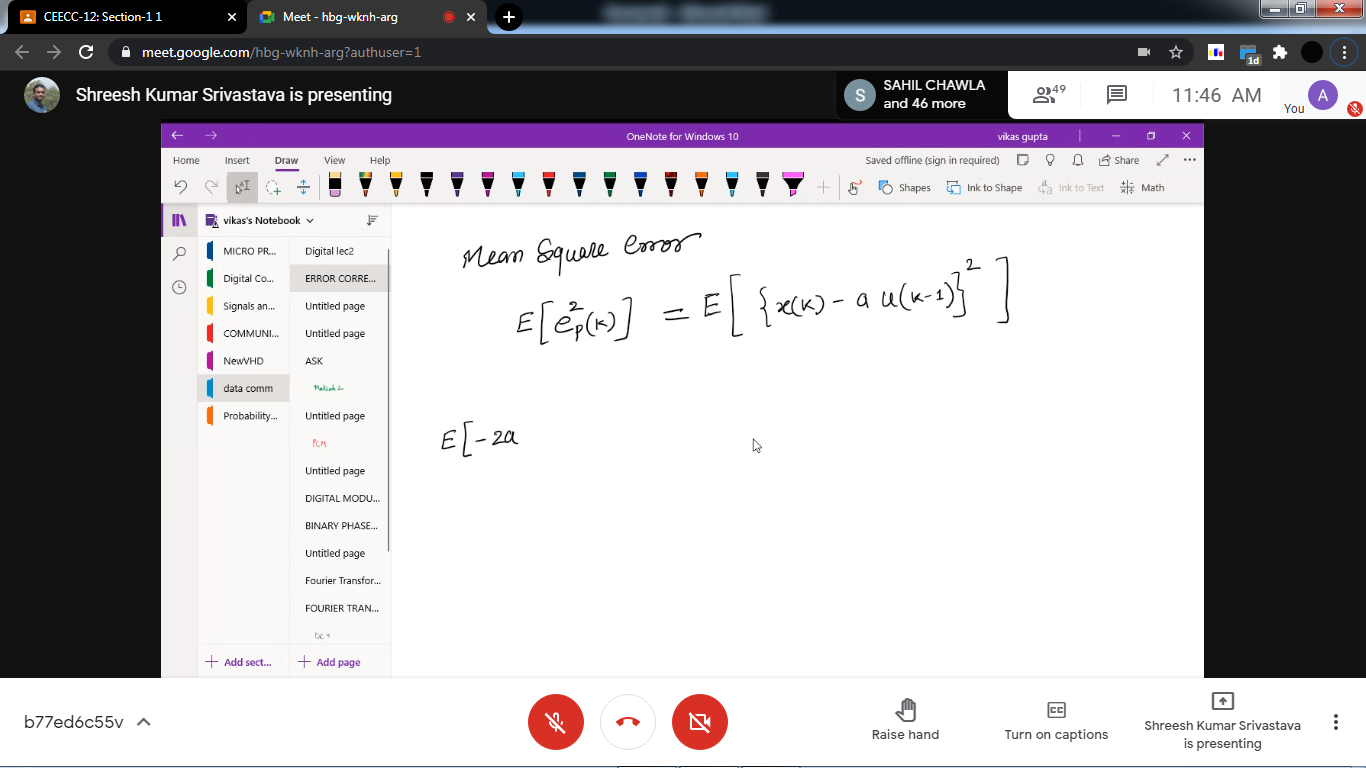 CEECC-12: Section-1 1
Meet - hbg-wknh-arg
meet.google.com/hbg-wknh-arg?authuser=1
1d
Shreesh Kumar Srivastava is presenting
S
SAHIL CHAWLA
and 46 more
49
11:46 AM
You
A
OneNote for Windows 10
vikas gupta
Home
Insert
Draw
View
Help
Saved offline (sign in required)
Share
Shapes
Ink to Shape
Ink to Text
Math
vikas's Notebook
MICRO PR...
Digital Co...
Signals an...
COMMUNI...
NewVHD
data comm
Probability...
Add sect...
Digital lec2
ERROR CORRE...
Untitled page
Untitled page
ASK
Untitled page
PCM
Untitled page
DIGITAL MODU...
BINARY PHASE...
Untitled page
Fourier Transfor...
FOURIER TRAN...
Add page
Mean Square error
E[e_p^2(k)] = E[{x(k) - a u(k-1)}^2]
E[-2a
b77ed6c55v
Raise hand
Turn on captions
Shreesh Kumar Srivastava
is presenting